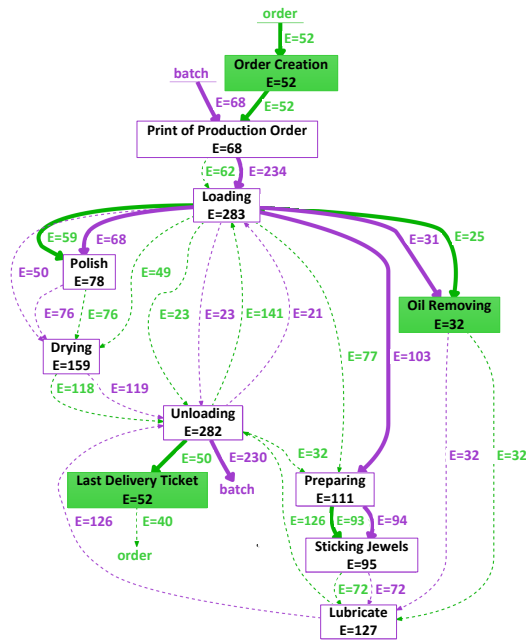 order
E=52
Order Creation
E=52
batch
E=68
E=52
Print of Production Order
E=68
E=62
E=234
Loading
E=283
E=59
E=68
E=31
E=25
E=50
Polish
E=78
E=49
Oil Removing
E=32
E=76
E=76
E=23
E=23
E=141
E=21
Drying
E=159
E=77
E=103
E=118
E=119
Unloading
E=282
E=50
E=230
E=32
E=32
E=32
Last Delivery Ticket
E=52
batch
Preparing
E=111
E=126
E=40
E=126
E=93
E=94
order
Sticking Jewels
E=95
E=72
E=72
Lubricate
E=127